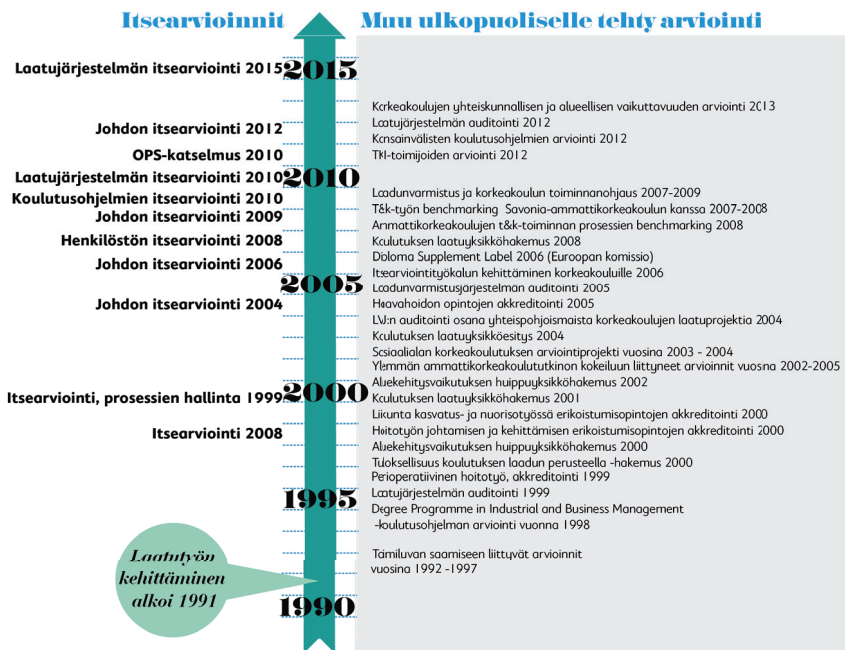 Itsearvioinnit
Laatujärjestelmän itsearviointi 2015
Johdon itsearviointi 2012
OPS-katselmus 2010
Laatujärjestelmän itsearviointi 2010
Koulutusohjelmien itsearviointi 2010
Johdon itsearviointi 2009
Henkilöstön itsearviointi 2008
Johdon itsearviointi 2006
Johdon itsearviointi 2004
Itsearviointi, prosessien hallinta 1999
Itsearviointi 2008
2015
2010
2005
2000
1995
1990
Laatutyön
kehittäminen
alkoi 1991
Muu ulkopuoliselle tehty arviointi
Korkeakoulujen yhteiskunnallisen ja alueellisen vaikuttavuuden arviointi 2013
Laatujärjestelmän auditointi 2012
Kansainvälisten koulutusohjelmien arviointi 2012
TKI-toimijoiden arviointi 2012
Laadunvarmistus ja korkeakoulun toiminnanohjaus 2007-2009
T&k-työn benchmarking Savonia-ammattikorkeakoulun kanssa 2007-2008
Ammattikorkeakoulujen t&k-toiminnan prosessien benchmarking 2008
Koulutuksen laatuyksikköhakemus 2008
Diploma Supplement Label 2006 (Euroopan komissio)
Itsearviointityökalun kehittäminen korkeakouluille 2006
Laadunvarmistusjärjestelmän auditointi 2005
Haavahoidon opintojen akkreditointi 2005
LVJ:n auditointi osana yhteispohjoismaista korkeakoulujen laatuprojektia 2004
Koulutuksen laatuyksikköesitys 2004
Sosiaalialan korkeakoulutuksen arviointiprojekti vuosina 2003 - 2004
Ylemmän ammattikorkeakoulututkinon kokeiluun liittyneet arvioinnit vuosina 2002-2005
Aluekehitysvaikutuksen huippuyksikköhakemus 2002
Koulutuksen laatuyksikköhakemus 2001
Liikunta kasvatus- ja nuorisotyössä erikoistumisopintojen akkreditointi 2000
Hoitotyön johtamisen ja kehittämisen erikoistumisopintojen akkreditointi 2000
Aluekehitysvaikutuksen huippuyksikköhakemus 2000
Tuloksellisuus koulutuksen laadun perusteella -hakemus 2000
Perioperatiivinen hoitotyö, akkreditointi 1999
Laatujärjestelmän auditointi 1999
Degree Programme in Industrial and Business Management
-koulutusohjelman arviointi vuonna 1998
Toimiluvan saamiseen liittyvät arvioinnit
vuosina 1992 -1997